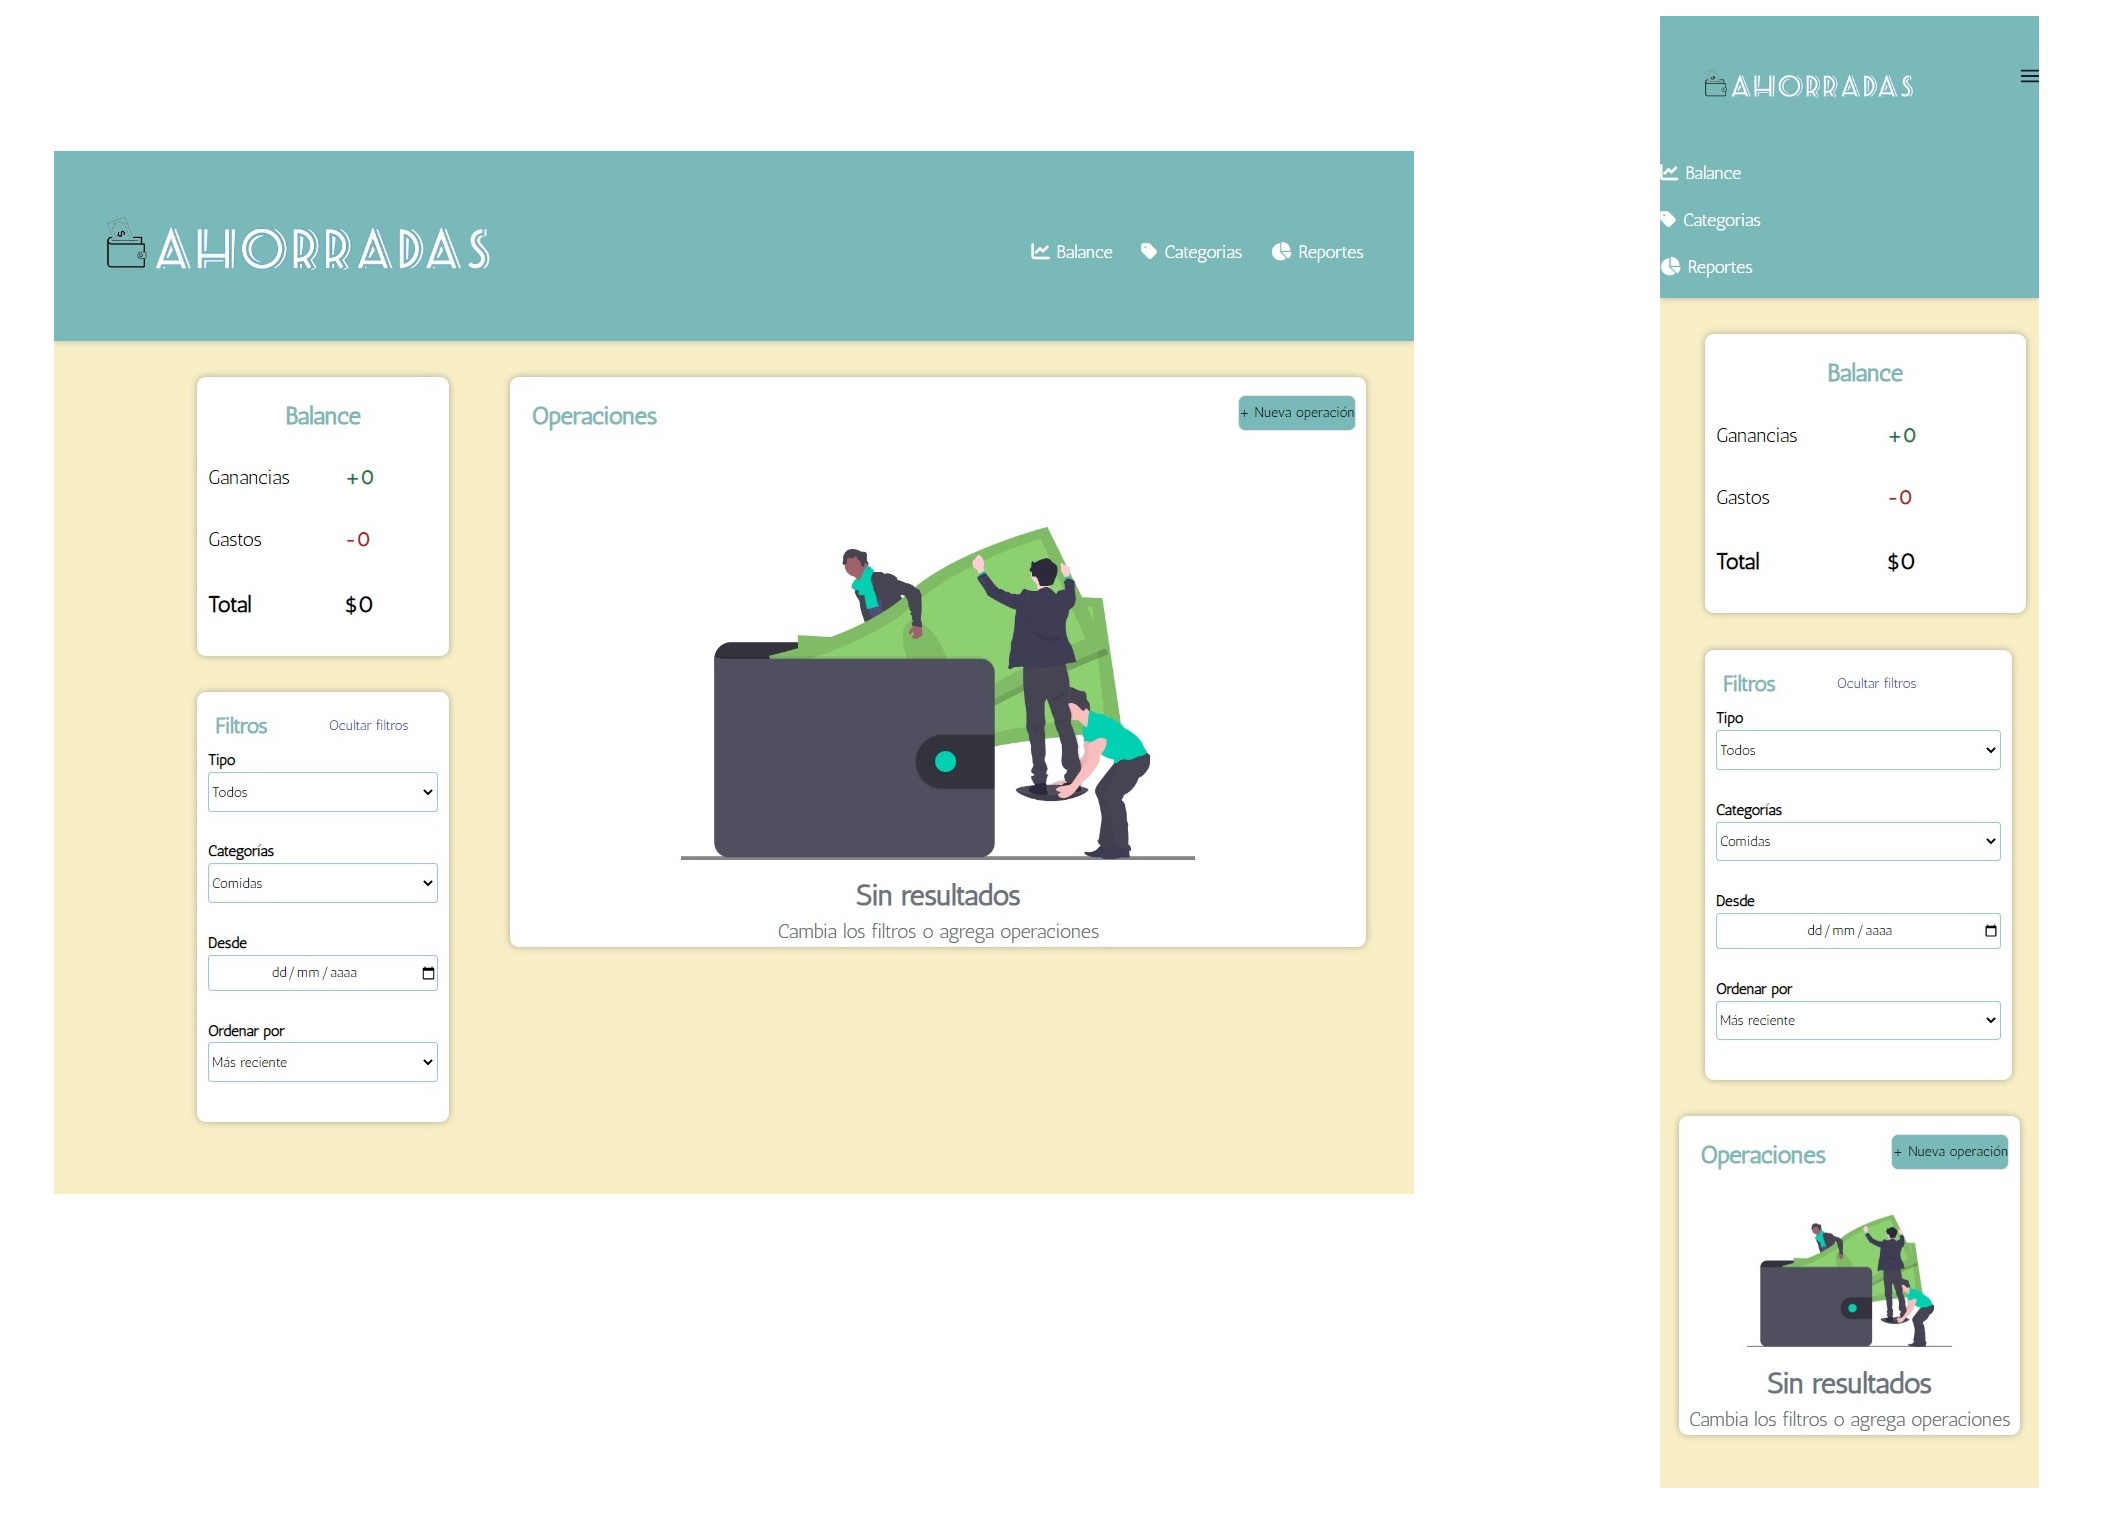 AHORRADAS
Balance Categorias Reportes
Balance
Ganancias +0
Gastos -0
Total $0
Filtros Ocultar filtros
Tipo
Todos
Categorías
Comidas
Desde
dd/mm/aaaa
Ordenar por
Más reciente
Operaciones + Nueva operación
$
Sin resultados
Cambia los filtros o agrega operaciones
AHORRADAS
Balance
Categorias
Reportes
Balance
Ganancias +0
Gastos -0
Total $0
Filtros Ocultar filtros
Tipo
Todos
Categorías
Comidas
Desde
dd/mm/aaaa
Ordenar por
Más reciente
Operaciones + Nueva operación
Sin resultados
Cambia los filtros o agrega operaciones